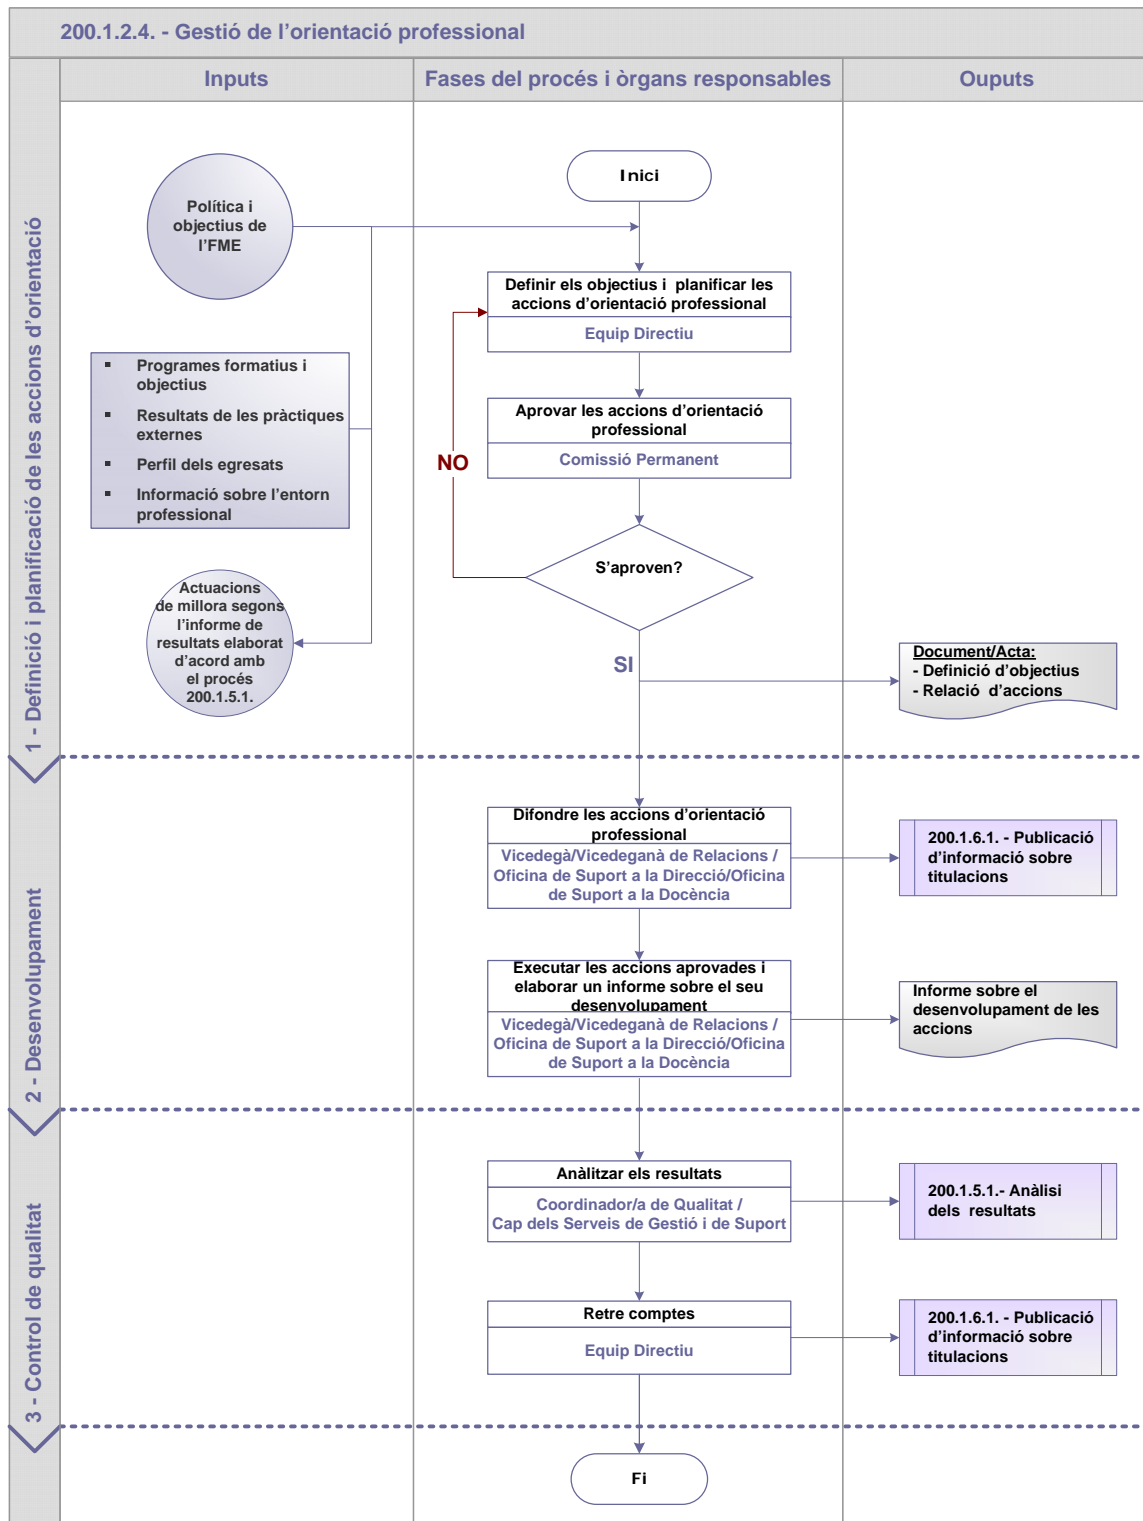 200.1.2.4. - Gestió de l'orientació professional
Inputs
Fases del procés i òrgans responsables
Ouputs
1 - Definició i planificació de les accions d'orientació
Inici
Política i
objectius de
l'FME
Definir els objectius i planificar les
accions d'orientació professional
Equip Directiu
▪ Programes formatius i
objectius
▪ Resultats de les pràctiques
externes
▪ Perfil dels egresats
▪ Informació sobre l'entorn
professional
Aprovar les accions d'orientació
professional
Comissió Permanent
NO
S'aproven?
Actuacions
de millora segons
l'informe de
resultats elaborat
d'acord amb
el procés
200.1.5.1.
SI
Document/Acta:
- Definició d'objectius
- Relació d'accions
2 - Desenvolupament
Difondre les accions d'orientació
professional
Vicedegà/Vicedeganà de Relacions /
Oficina de Suport a la Direcció/Oficina
de Suport a la Docència
200.1.6.1. - Publicació
d'informació sobre
titulacions
Executar les accions aprovades i
elaborar un informe sobre el seu
desenvolupament
Vicedegà/Vicedeganà de Relacions /
Oficina de Suport a la Direcció/Oficina
de Suport a la Docència
Informe sobre el
desenvolupament de les
accions
3 - Control de qualitat
Anàlitzar els resultats
Coordinador/a de Qualitat /
Cap dels Serveis de Gestió i de Suport
200.1.5.1.- Anàlisi
dels resultats
Retre comptes
Equip Directiu
200.1.6.1. - Publicació
d'informació sobre
titulacions
Fi